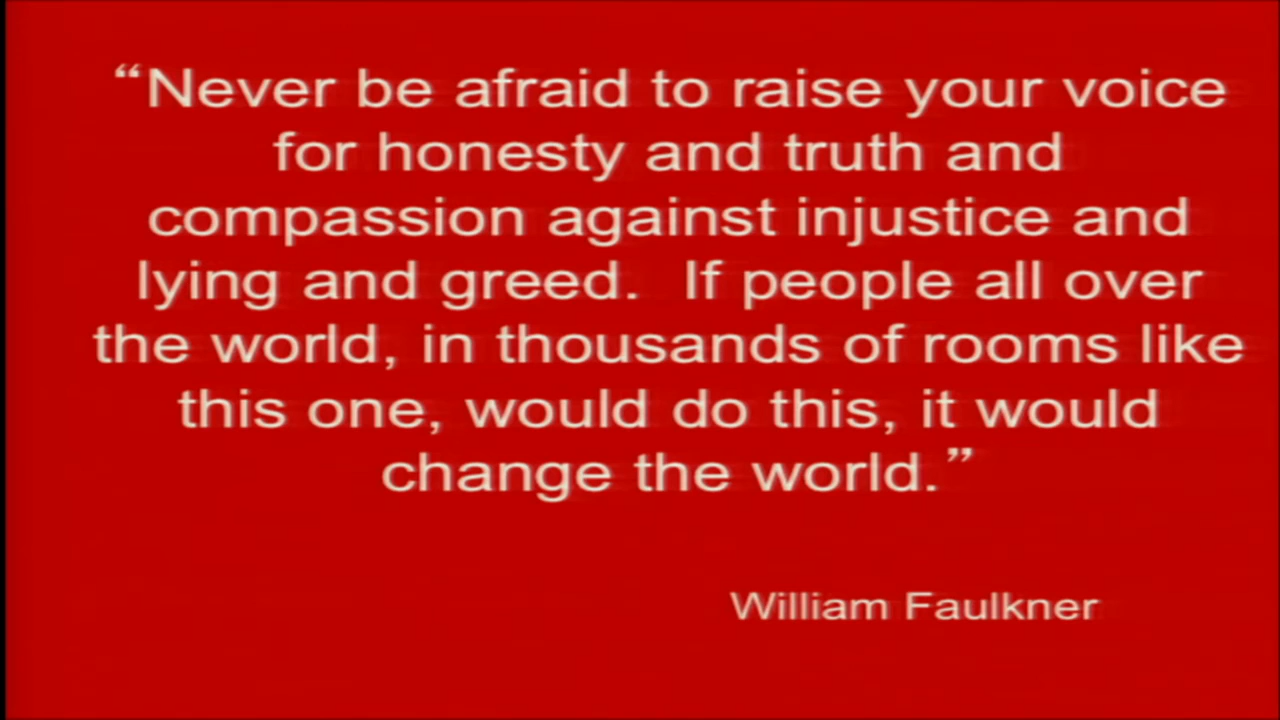 “Never be afraid to raise your voice
for honesty and truth and
compassion against injustice and
lying and greed.  If people all over
the world, in thousands of rooms like
this one, would do this, it would
change the world.”
William Faulkner